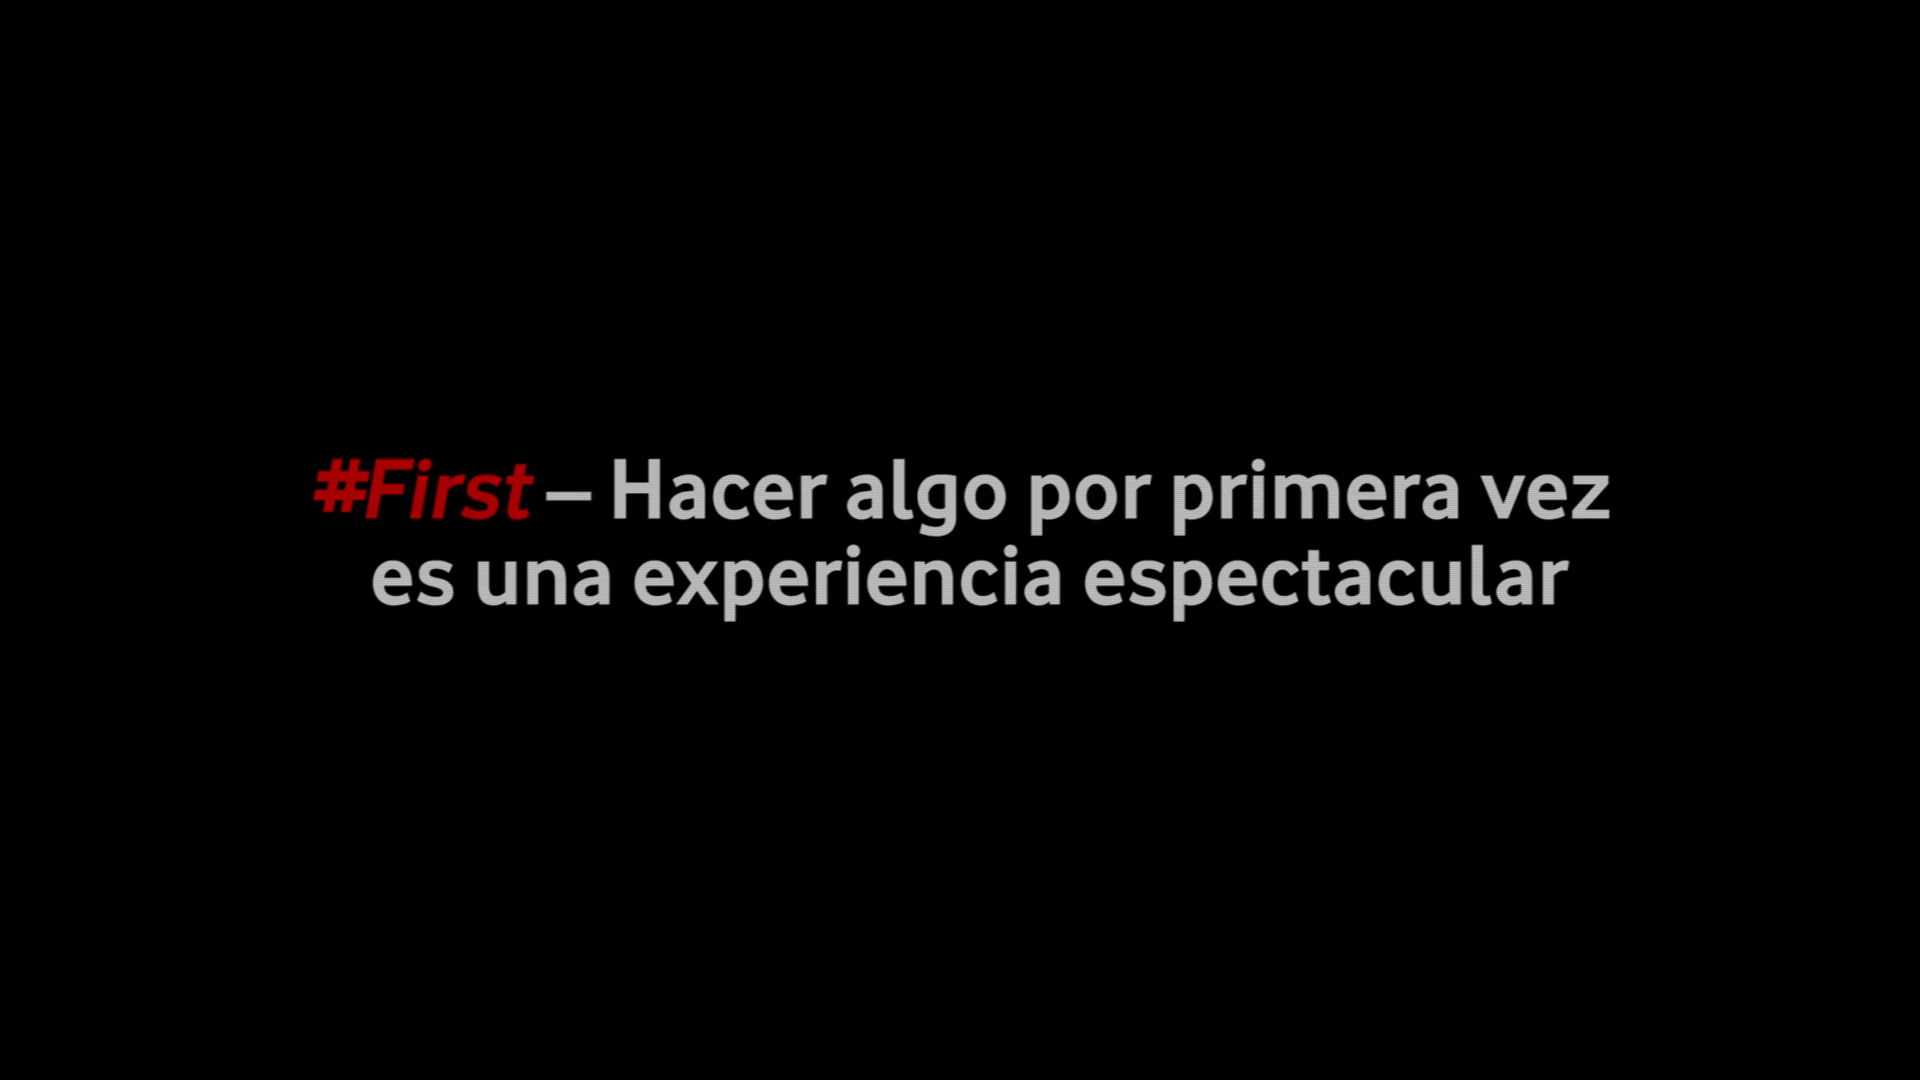 #First – Hacer algo por primera vez
es una experiencia espectacular